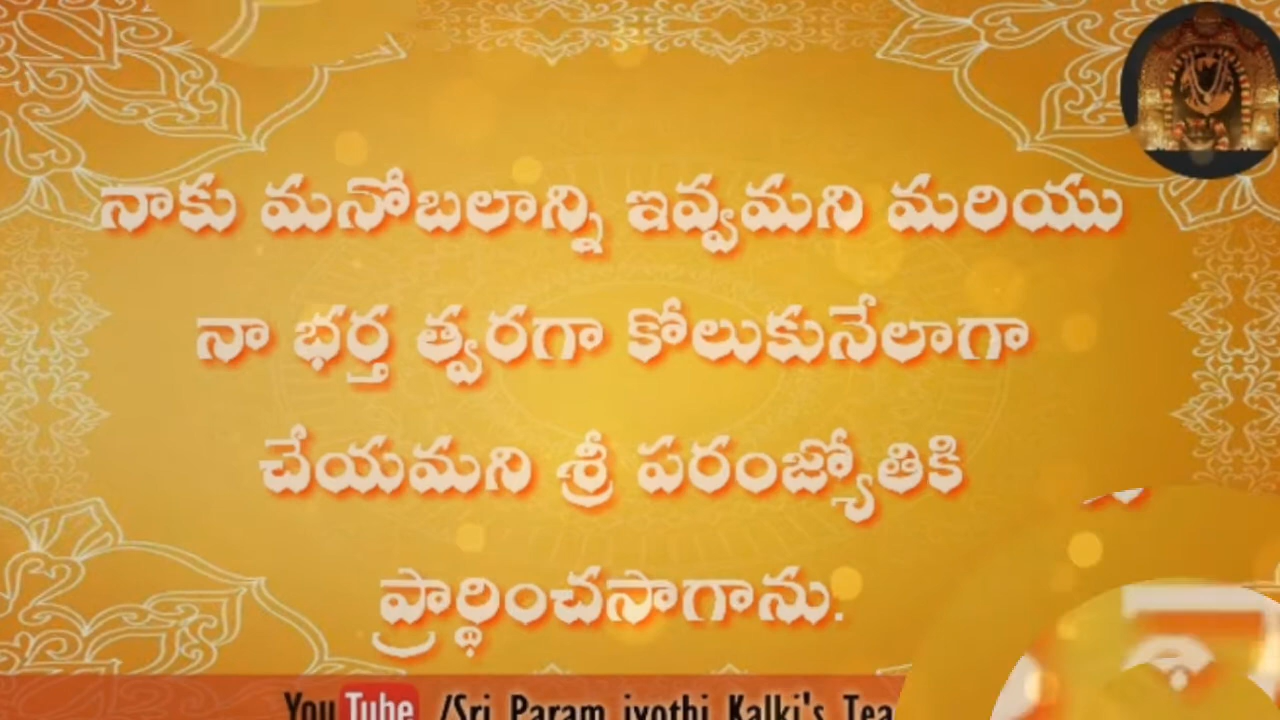 నాకు మనోబలాన్ని ఇవ్వమని మరియు
నా భర్త త్వరగా కోలుకునేలాగా
చేయమని శ్రీ పరంజ్యోతికి
ప్రార్థించసాగాను.
YouTube /Sri Param jyothi Kalki's Tea